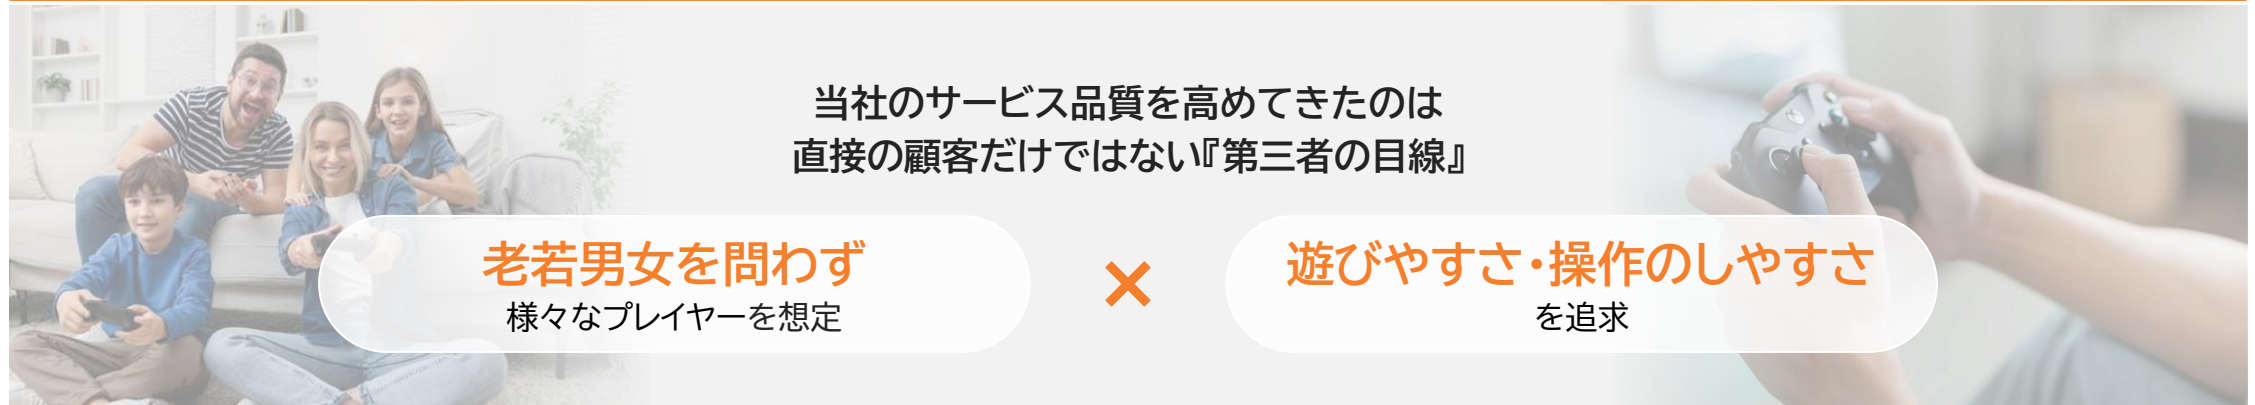 当社のサービス品質を高めてきたのは
直接の顧客だけではない『第三者の目線』
老若男女を問わず
様々なプレイヤーを想定
×
遊びやすさ・操作のしやすさ
を追求